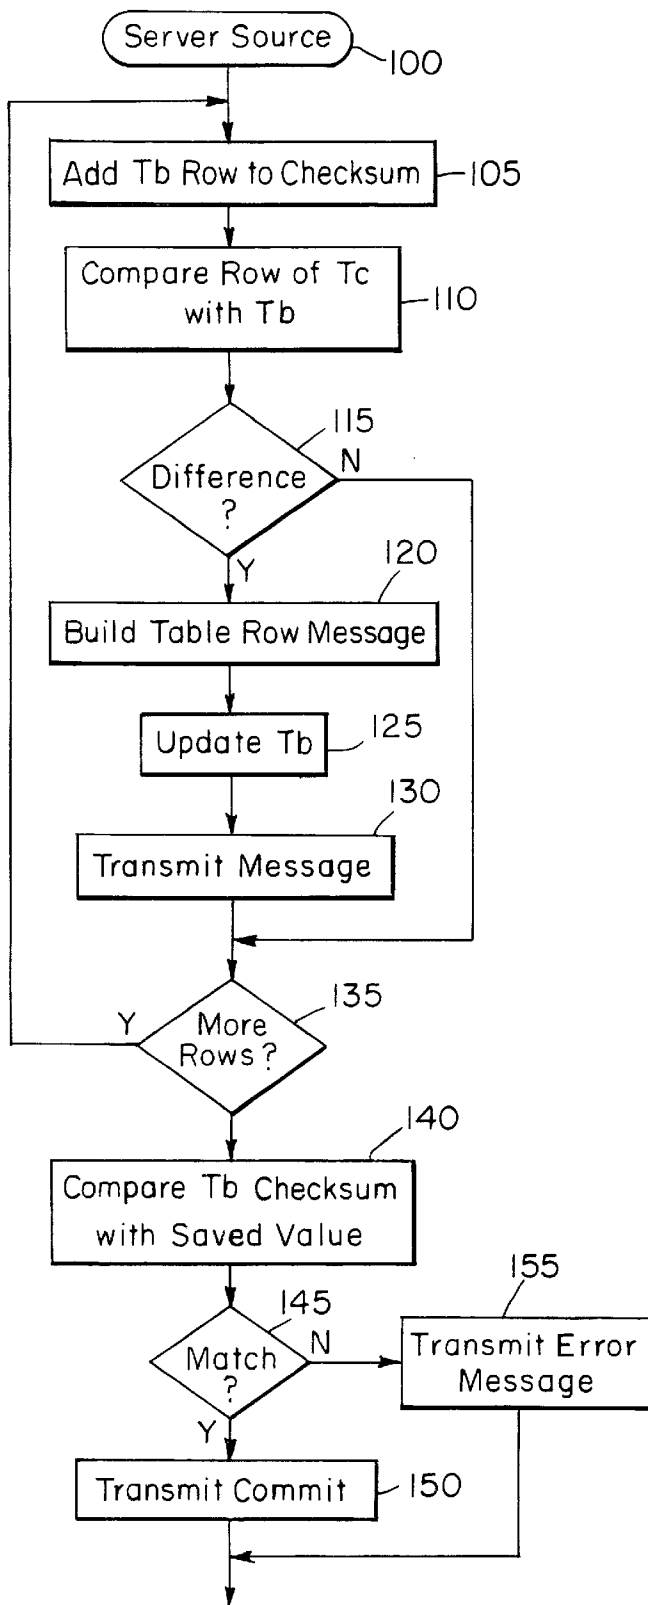 Server Source
100
Add Tb Row to Checksum
105
Compare Row of Tc
with Tb
110
115
Difference
?
N
Y
120
Build Table Row Message
Update Tb
125
130
Transmit Message
135
Y
More
Rows?
140
Compare Tb Checksum
with Saved Value
145
Match
?
N
Y
155
Transmit Error
Message
Transmit Commit
150